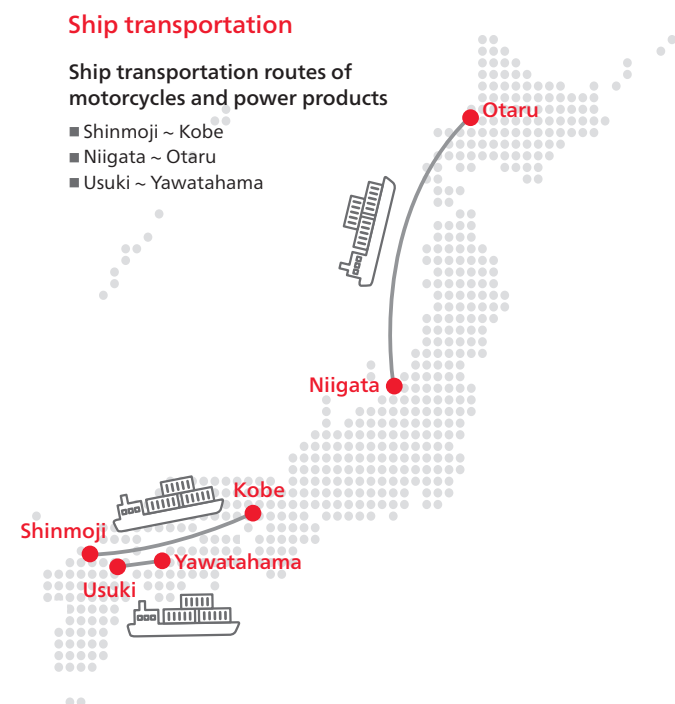 Ship transportation
Ship transportation routes of
motorcycles and power products
■ Shinmoji ~ Kobe
■ Niigata ~ Otaru
■ Usuki ~ Yawatahama
Otaru
Niigata
Kobe
Shinmoji
Yawatahama
Usuki